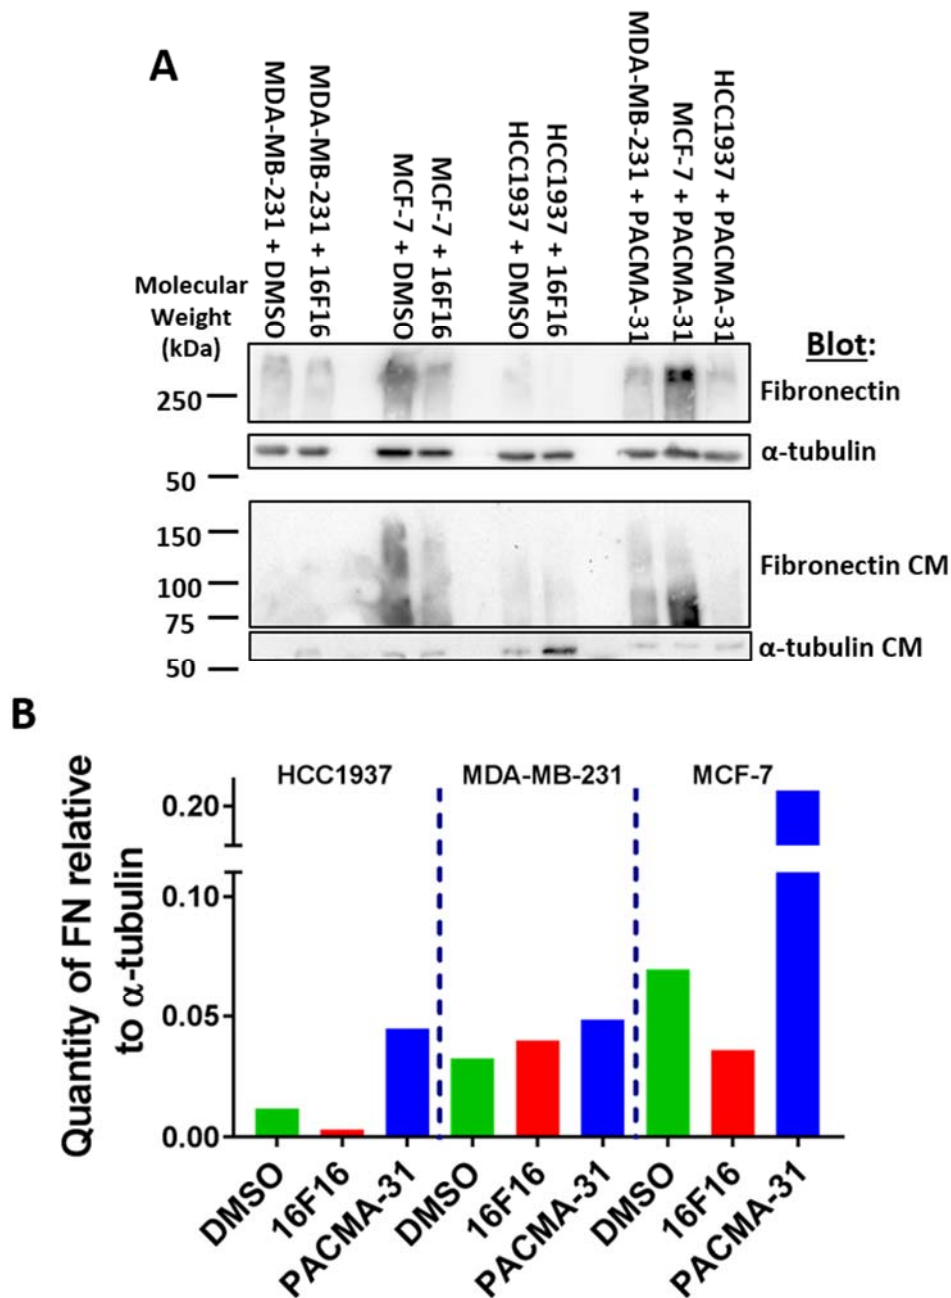 A
MDA-MB-231 + DMSO
MDA-MB-231 + 16F16
MCF-7 + DMSO
MCF-7 + 16F16
HCC1937 + DMSO
HCC1937 + 16F16
MDA-MB-231 + PACMA-31
MCF-7 + PACMA-31
HCC1937 + PACMA-31
Molecular
Weight
(kDa)
Blot:
250
Fibronectin
α-tubulin
50
150
100
75
Fibronectin CM
α-tubulin CM
50
B
Quantity of FN relative
to α-tubulin
HCC1937
MDA-MB-231
MCF-7
0.20
0.10
0.05
0.00
DMSO
16F16
PACMA-31
DMSO
16F16
PACMA-31
DMSO
16F16
PACMA-31